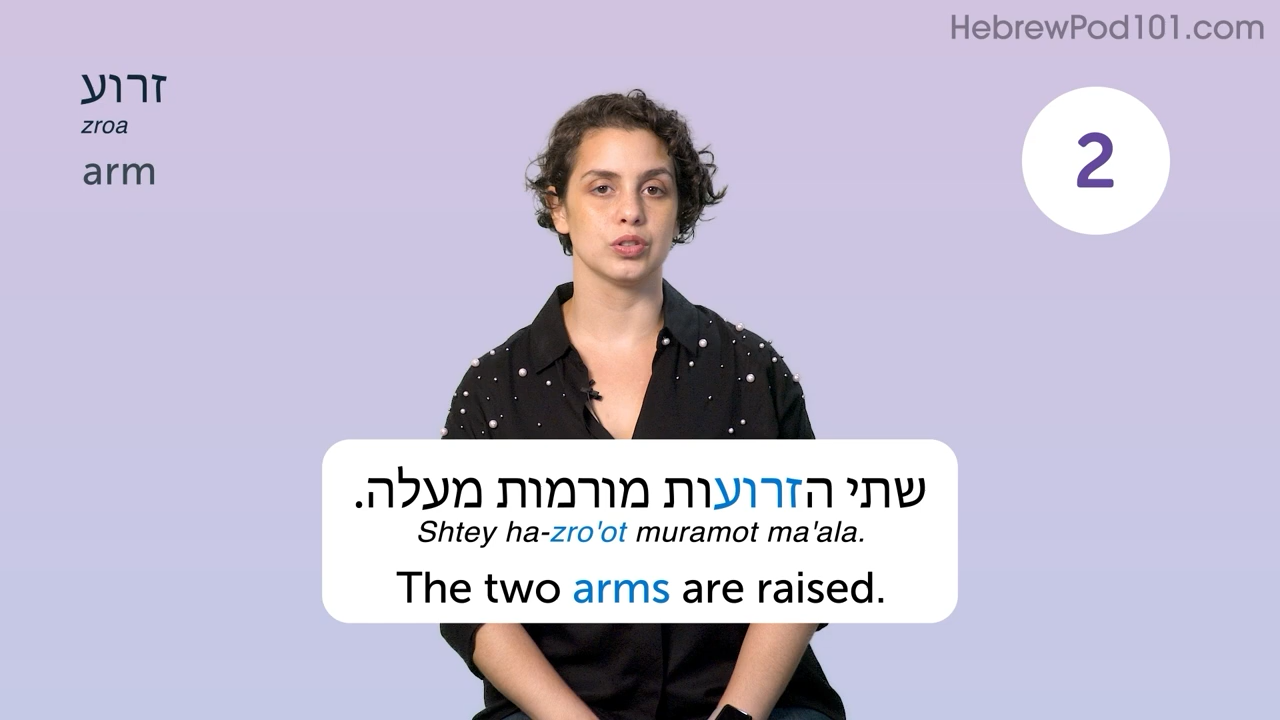 HebrewPod101.com
זרוע
zroa
arm
2
שתי הזרועות מורמות מעלה.
Shtey ha-zro'ot muramot ma'ala.
The two arms are raised.